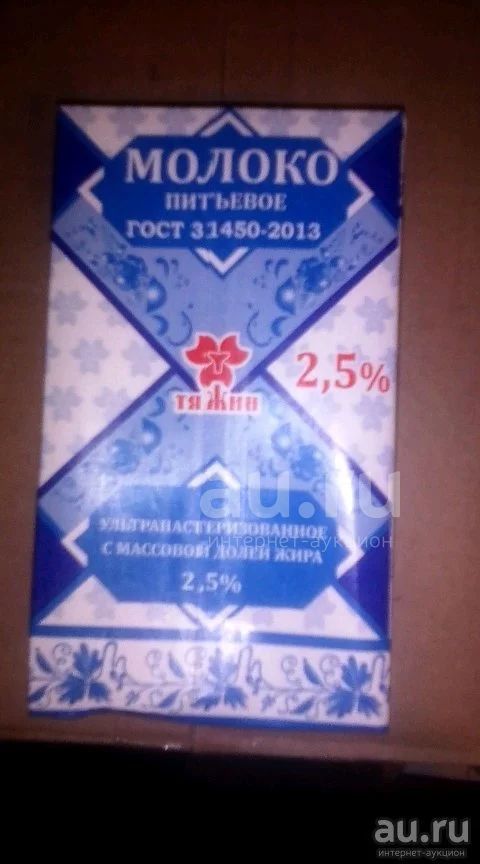 МОЛОКО
ПИТЬЕВОЕ
ГОСТ 31450-2013
тяЖин
2,5%
au.ru
интернет-аукцион
УЛЬТРАПАСТЕРИЗОВАННОЕ
С МАССОВОЙ ДОЛЕЙ ЖИРА
2,5%
au.ru
интернет-аукцион